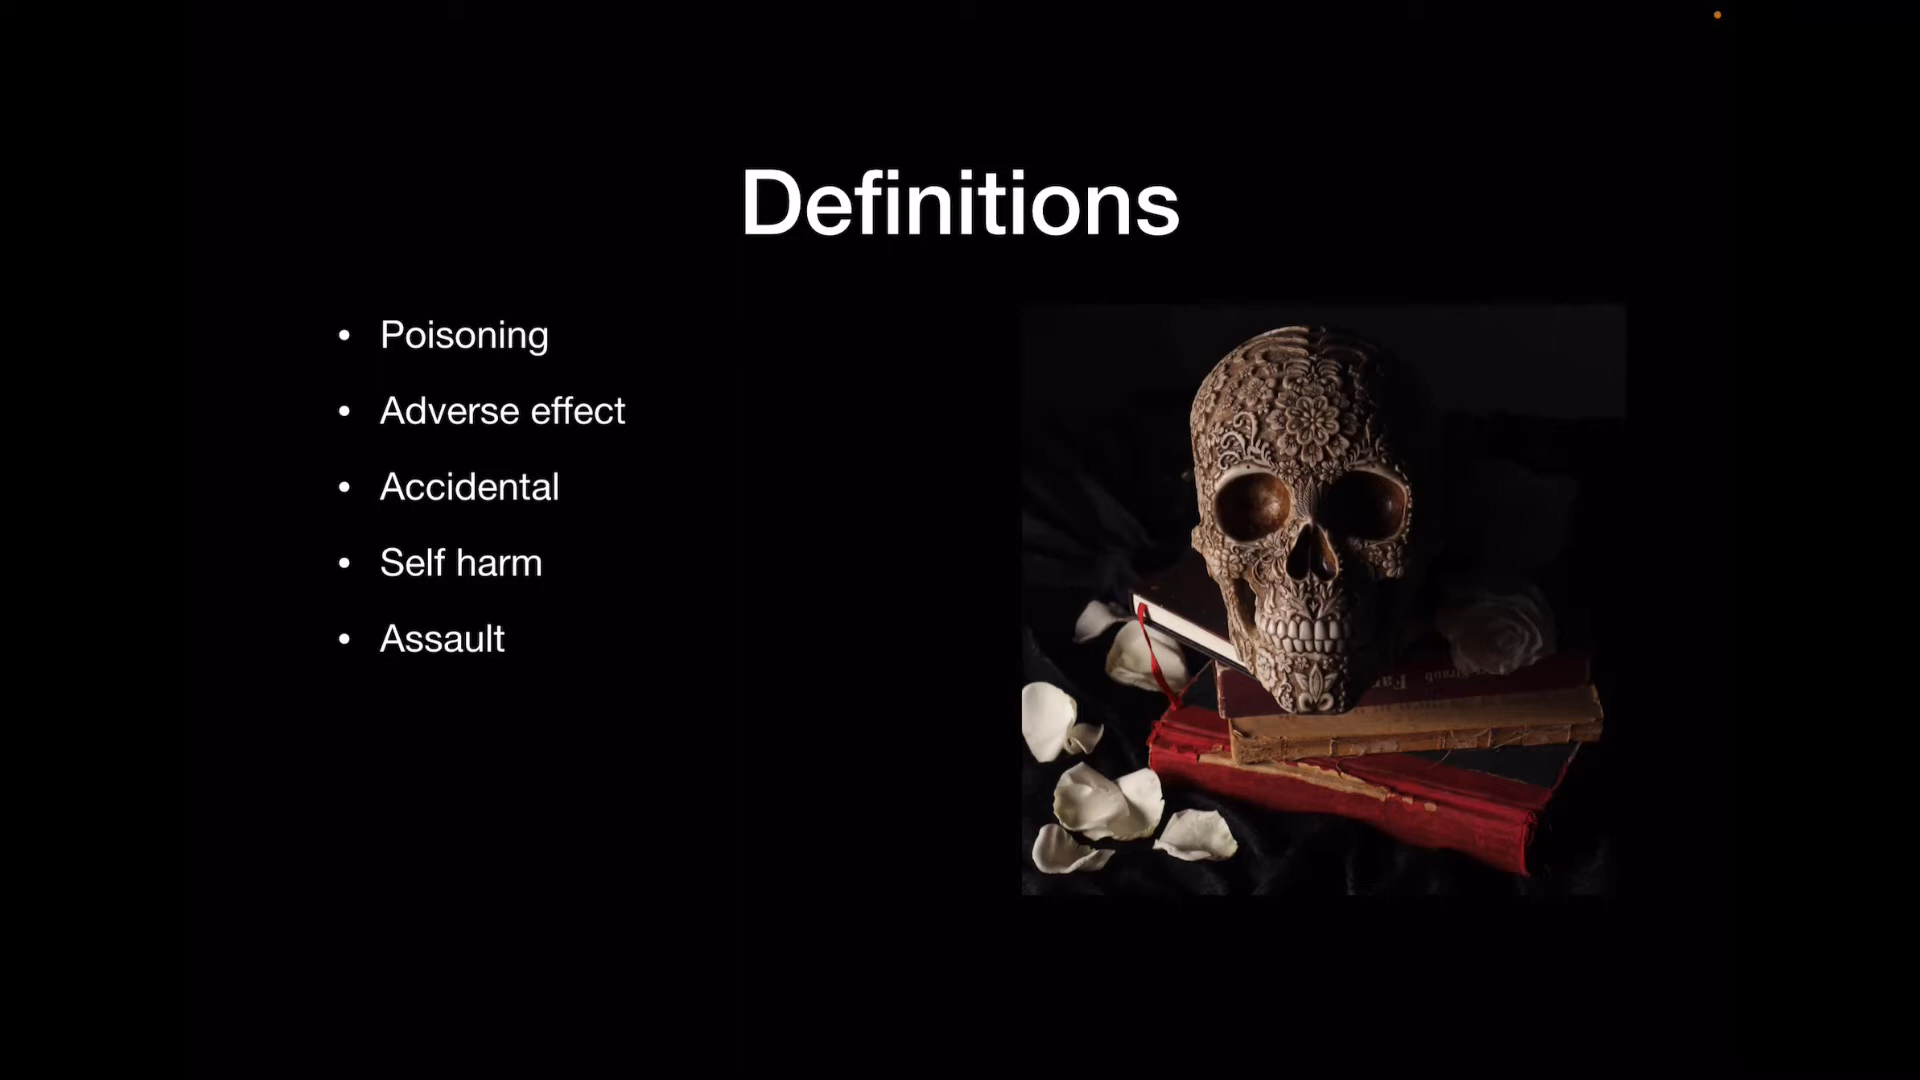 Definitions
• Poisoning
• Adverse effect
• Accidental
• Self harm
• Assault